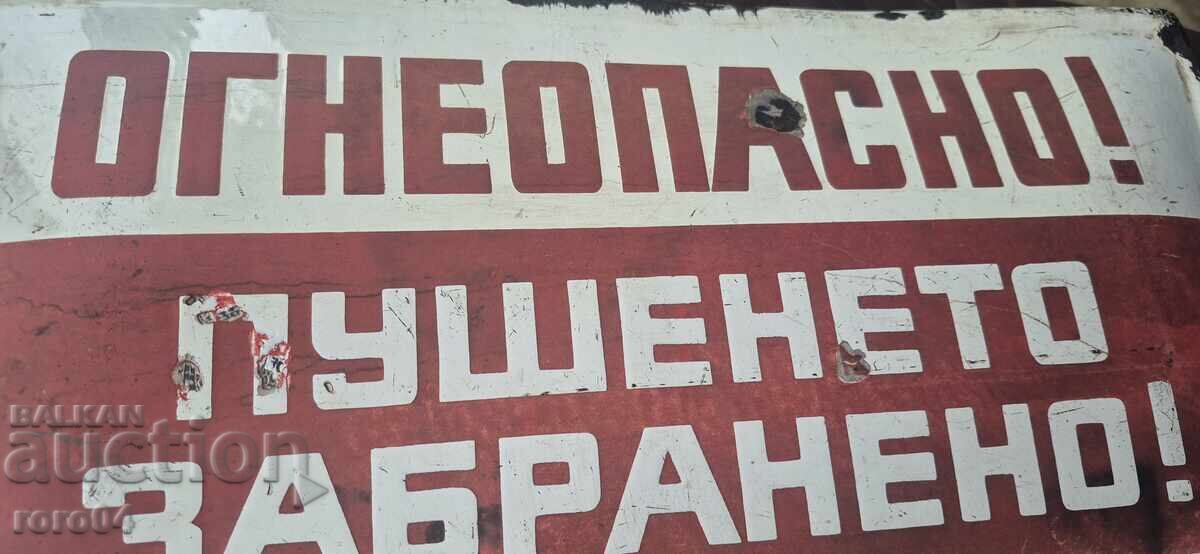 ОГНЕОПАСНО!
ПУШЕНЕТО
ЗАБРАНЕНО!
BALKAN
auction
roro04